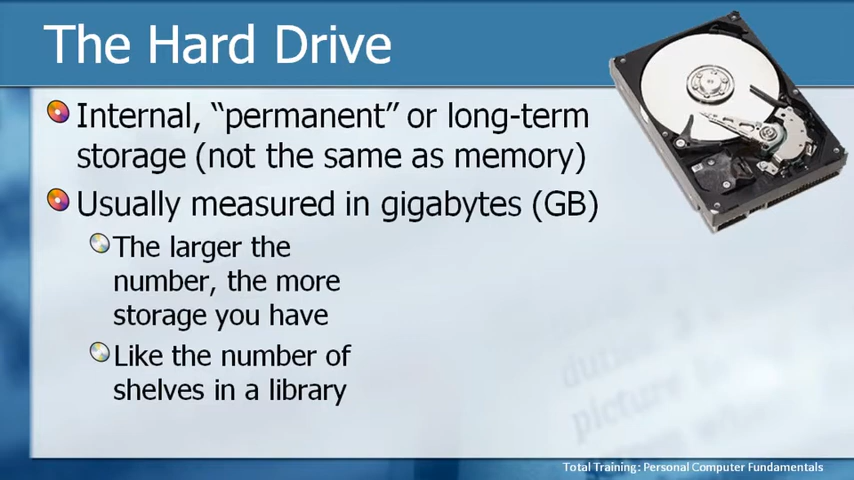 The Hard Drive
Internal, “permanent” or long-term
storage (not the same as memory)
Usually measured in gigabytes (GB)
The larger the
number, the more
storage you have
Like the number of
shelves in a library
picture
Total Training: Personal Computer Fundamentals